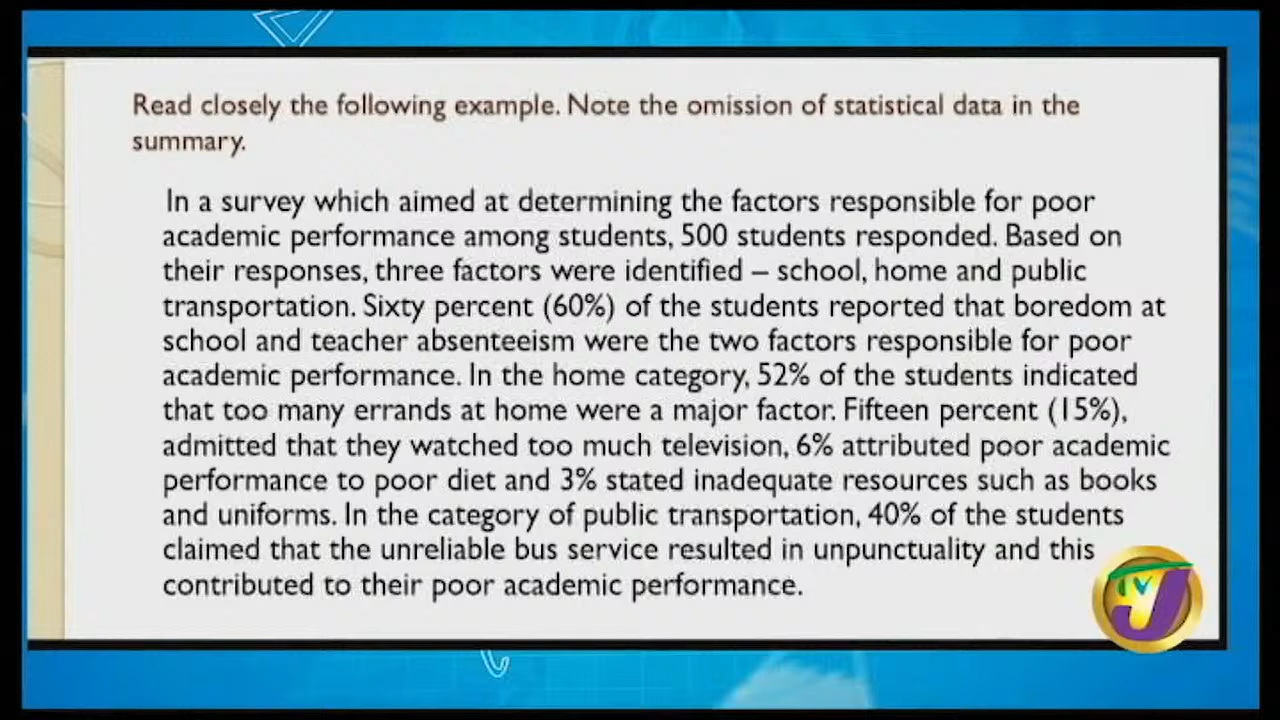 Read closely the following example. Note the omission of statistical data in the
summary.
In a survey which aimed at determining the factors responsible for poor
academic performance among students, 500 students responded. Based on
their responses, three factors were identified – school, home and public
transportation. Sixty percent (60%) of the students reported that boredom at
school and teacher absenteeism were the two factors responsible for poor
academic performance. In the home category, 52% of the students indicated
that too many errands at home were a major factor. Fifteen percent (15%),
admitted that they watched too much television, 6% attributed poor academic
performance to poor diet and 3% stated inadequate resources such as books
and uniforms. In the category of public transportation, 40% of the students
claimed that the unreliable bus service resulted in unpunctuality and this
contributed to their poor academic performance.
TVJ